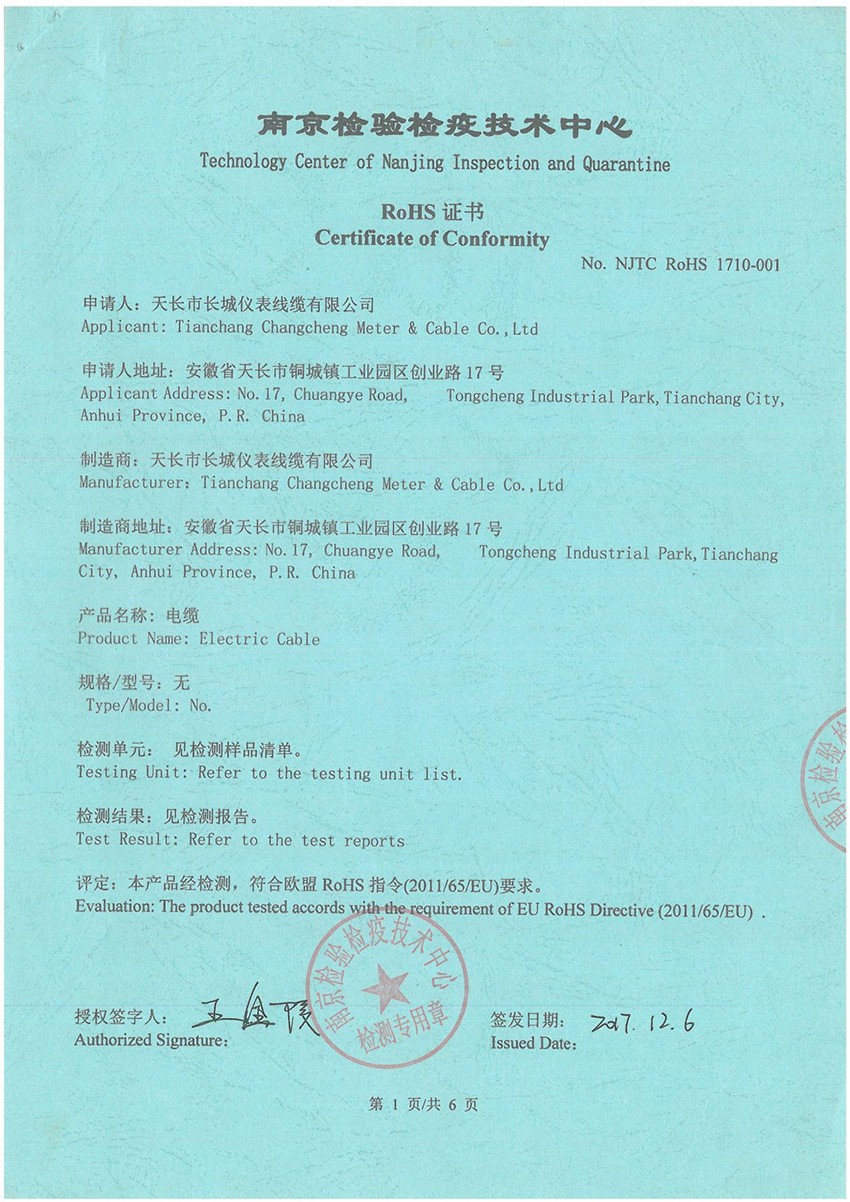 南京检验检疫技术中心
Technology Center of Nanjing Inspection and Quarantine
RoHS 证书
Certificate of Conformity
No. NJTC RoHS 1710-001
申请人：天长市长城仪表线缆有限公司
Applicant: Tianchang Changcheng Meter & Cable Co.,Ltd
申请人地址：安徽省天长市铜城镇工业园区创业路 17 号
Applicant Address: No.17, Chuangye Road, Tongcheng Industrial Park,Tianchang City,
Anhui Province, P.R. China
制造商：天长市长城仪表线缆有限公司
Manufacturer: Tianchang Changcheng Meter & Cable Co.,Ltd
制造商地址：安徽省天长市铜城镇工业园区创业路 17 号
Manufacturer Address: No.17, Chuangye Road, Tongcheng Industrial Park,Tianchang
City, Anhui Province, P.R. China
产品名称: 电缆
Product Name: Electric Cable
规格/型号：无
Type/Model: No.
检测单元： 见检测样品清单。
Testing Unit: Refer to the testing unit list.
检测结果：见检测报告。
Test Result: Refer to the test reports
评定：本产品经检测，符合欧盟 RoHS 指令(2011/65/EU)要求。
Evaluation: The product tested accords with the requirement of EU RoHS Directive (2011/65/EU) .
南京检验检疫技术中心
检测专用章
南京检验检
授权签字人：
Authorized Signature:
签发日期： 2017.12.6
Issued Date:
第 1 页/共 6 页